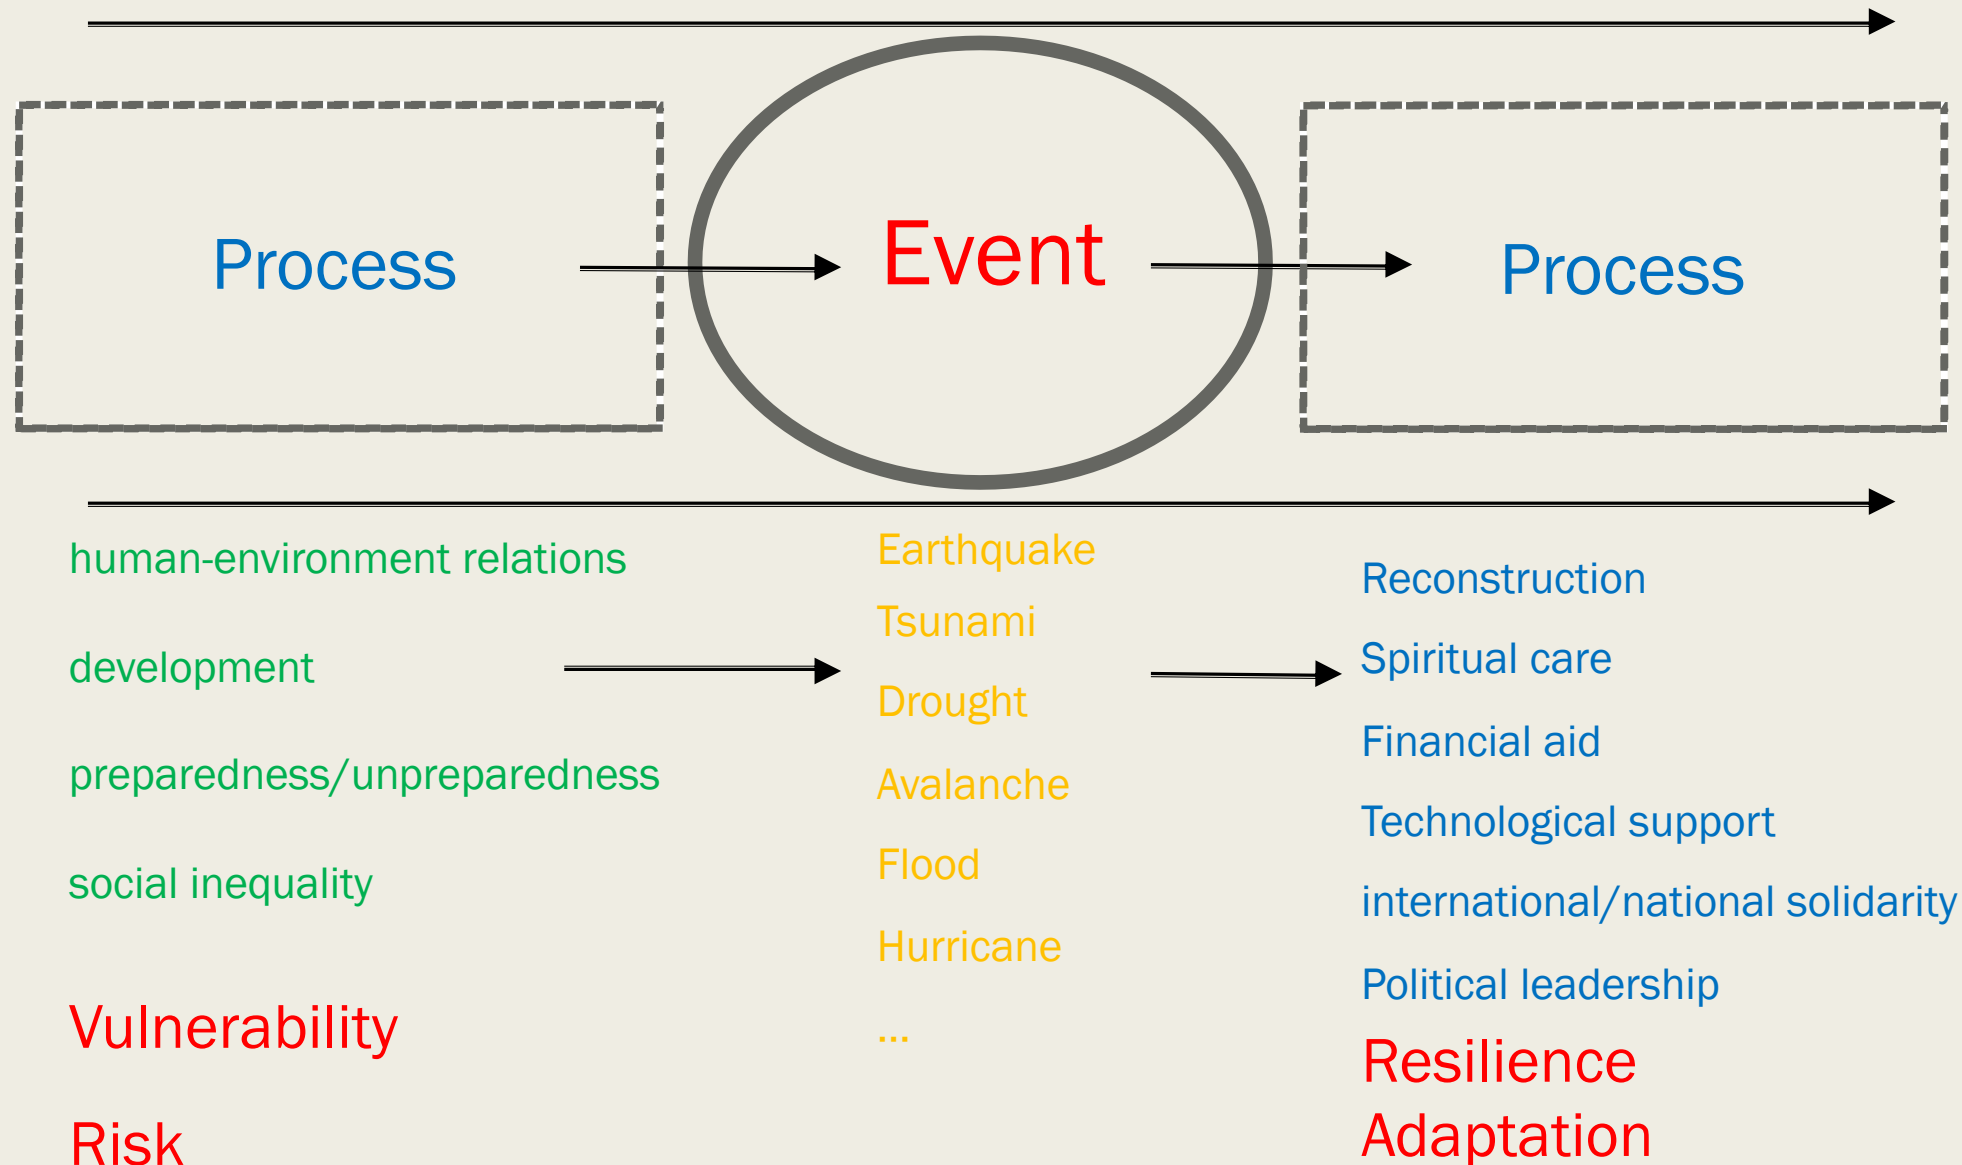 Process
Event
Process
human-environment relations
development
preparedness/unpreparedness
social inequality
Vulnerability
Risk
Earthquake
Tsunami
Drought
Avalanche
Flood
Hurricane
...
Reconstruction
Spiritual care
Financial aid
Technological support
international/national solidarity
Political leadership
Resilience
Adaptation